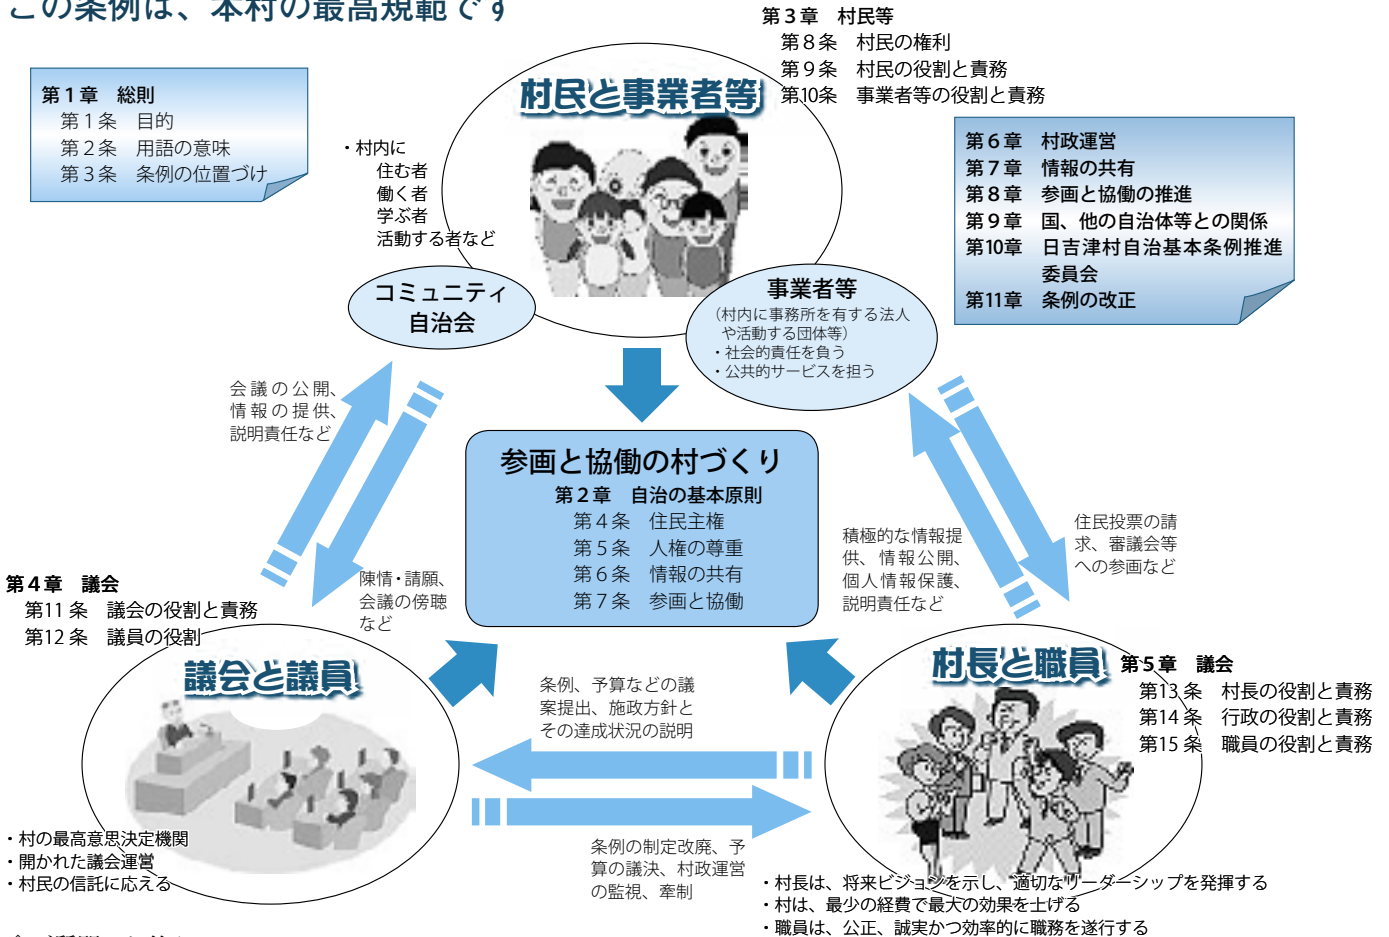 この条例は、本村の最高規範です
第3章　村民等
第8条　村民の権利
第9条　村民の役割と責務
第10条　事業者等の役割と責務
第1章　総則
第1条　目的
第2条　用語の意味
第3条　条例の位置づけ
村民と事業者等
・村内に
住む者
働く者
学ぶ者
活動する者など
第6章　村政運営
第7章　情報の共有
第8章　参画と協働の推進
第9章　国、他の自治体等との関係
第10章　日吉津村自治基本条例推進
委員会
第11章　条例の改正
コミュニティ
自治会
事業者等
（村内に事務所を有する法人
や活動する団体等）
・社会的責任を負う
・公共的サービスを担う
会議の公開、
情報の提供、
説明責任など
参画と協働の村づくり
第2章　自治の基本原則
第4条　住民主権
第5条　人権の尊重
第6条　情報の共有
第7条　参画と協働
陳情・請願、
会議の傍聴
など
積極的な情報提
供、情報公開、
個人情報保護、
説明責任など
住民投票の請
求、審議会等
への参画など
第4章　議会
第11条　議会の役割と責務
第12条　議員の役割
議会と議員
・村の最高意思決定機関
・開かれた議会運営
・村民の信託に応える
条例、予算などの議
案提出、施政方針と
その達成状況の説明
条例の制定改廃、予
算の議決、村政運営
の監視、牽制
村長と職員
第5章　議会
第13条　村長の役割と責務
第14条　行政の役割と責務
第15条　職員の役割と責務
・村長は、将来ビジョンを示し、適切なリーダーシップを発揮する
・村は、最少の経費で最大の効果を上げる
・職員は、公正、誠実かつ効率的に職務を遂行する